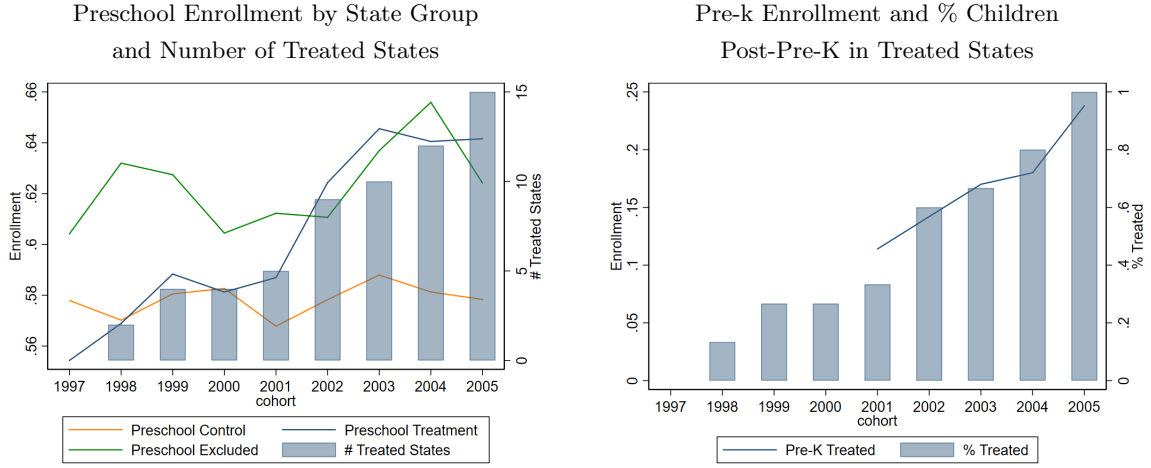 Preschool Enrollment by State Group
and Number of Treated States
Enrollment
.66
.64
.62
.6
.58
.56
15
10
5
0
# Treated States
1997 1998 1999 2000 2001 2002 2003 2004 2005
cohort
Preschool Control Preschool Treatment
Preschool Excluded # Treated States
Pre-k Enrollment and % Children
Post-Pre-K in Treated States
Enrollment
.25
.2
.15
.1
.05
0
1
.8
.6
.4
.2
0
% Treated
1997 1998 1999 2000 2001 2002 2003 2004 2005
cohort
Pre-K Treated % Treated